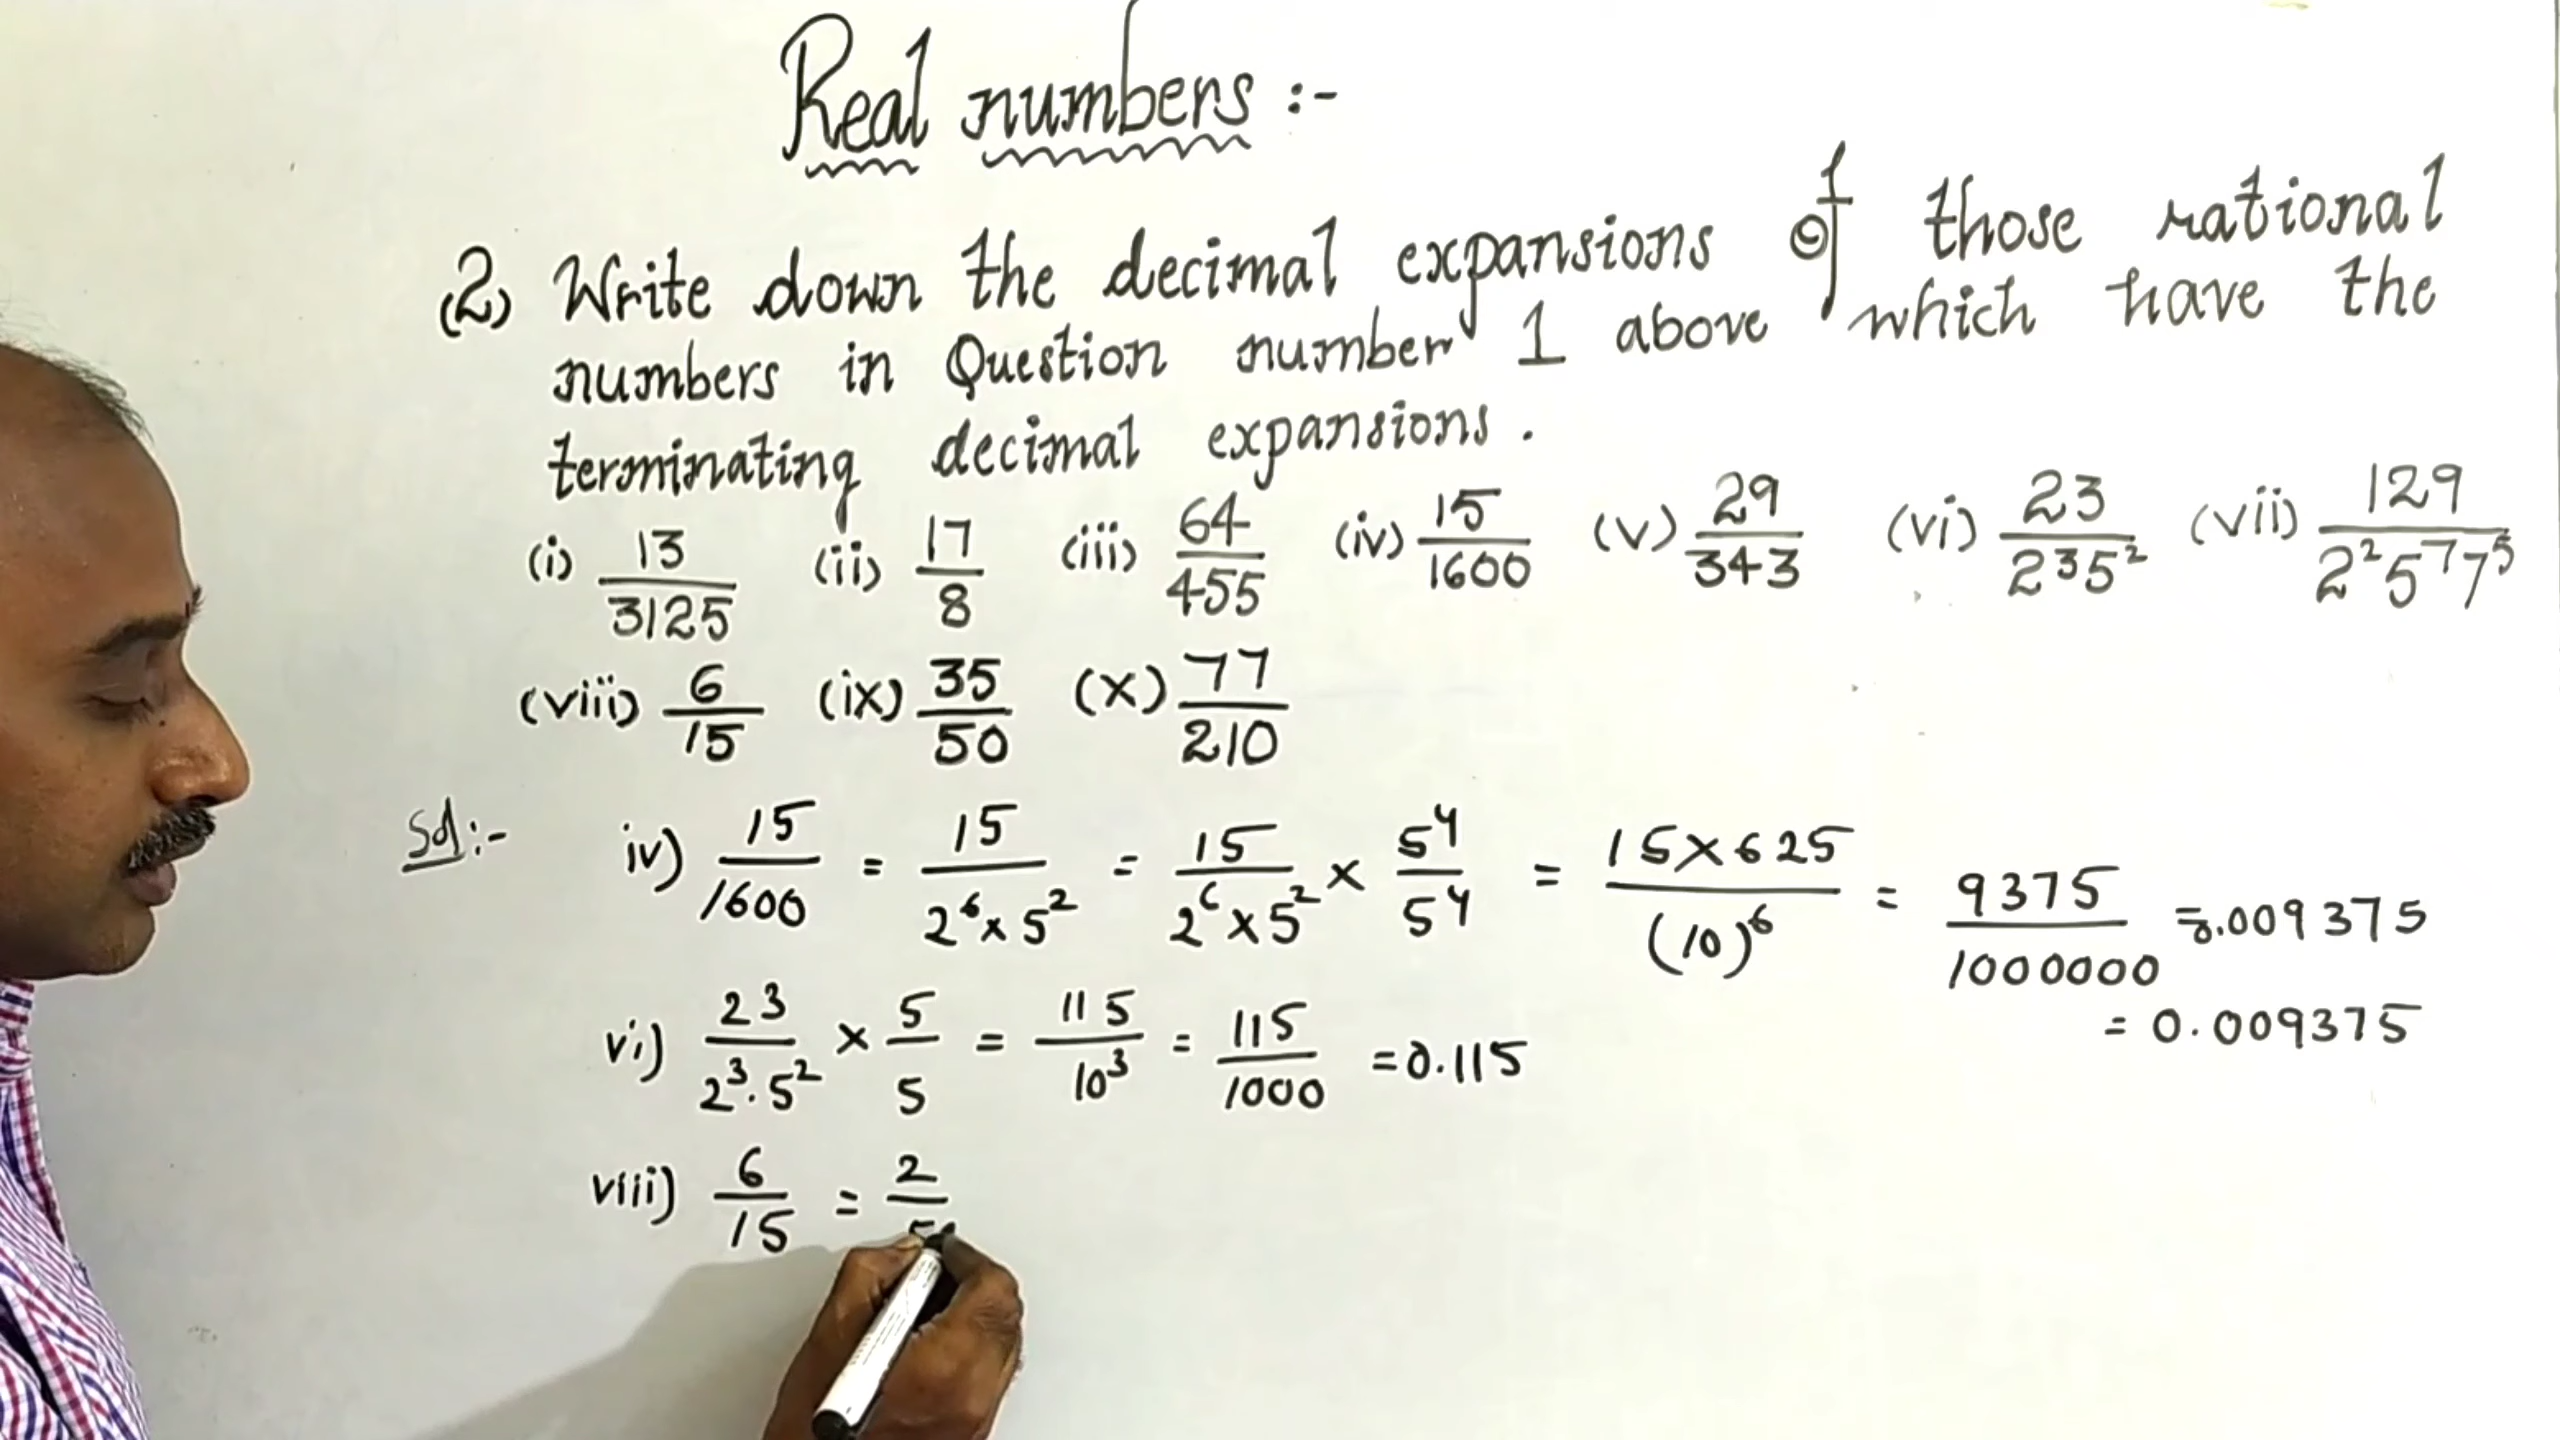 Real numbers :-
(2) Write down the decimal expansions of those rational
numbers in Question number 1 above which have the
terminating decimal expansions.
(i) 13/3125 (ii) 17/8 (iii) 64/455 (iv) 15/1600 (v) 29/343 (vi) 23/2³5² (vii) 129/2²5⁷7⁵
(viii) 6/15 (ix) 35/50 (x) 77/210
Sol:- iv) 15/1600 = 15/2⁶×5² = 15/2⁶×5² × 5⁴/5⁴ = 15×625/(10)⁶ = 9375/1000000 = 0.009375
= 0.009375
vi) 23/2³·5² × 5/5 = 115/10³ = 115/1000 = 0.115
viii) 6/15 = 2/5